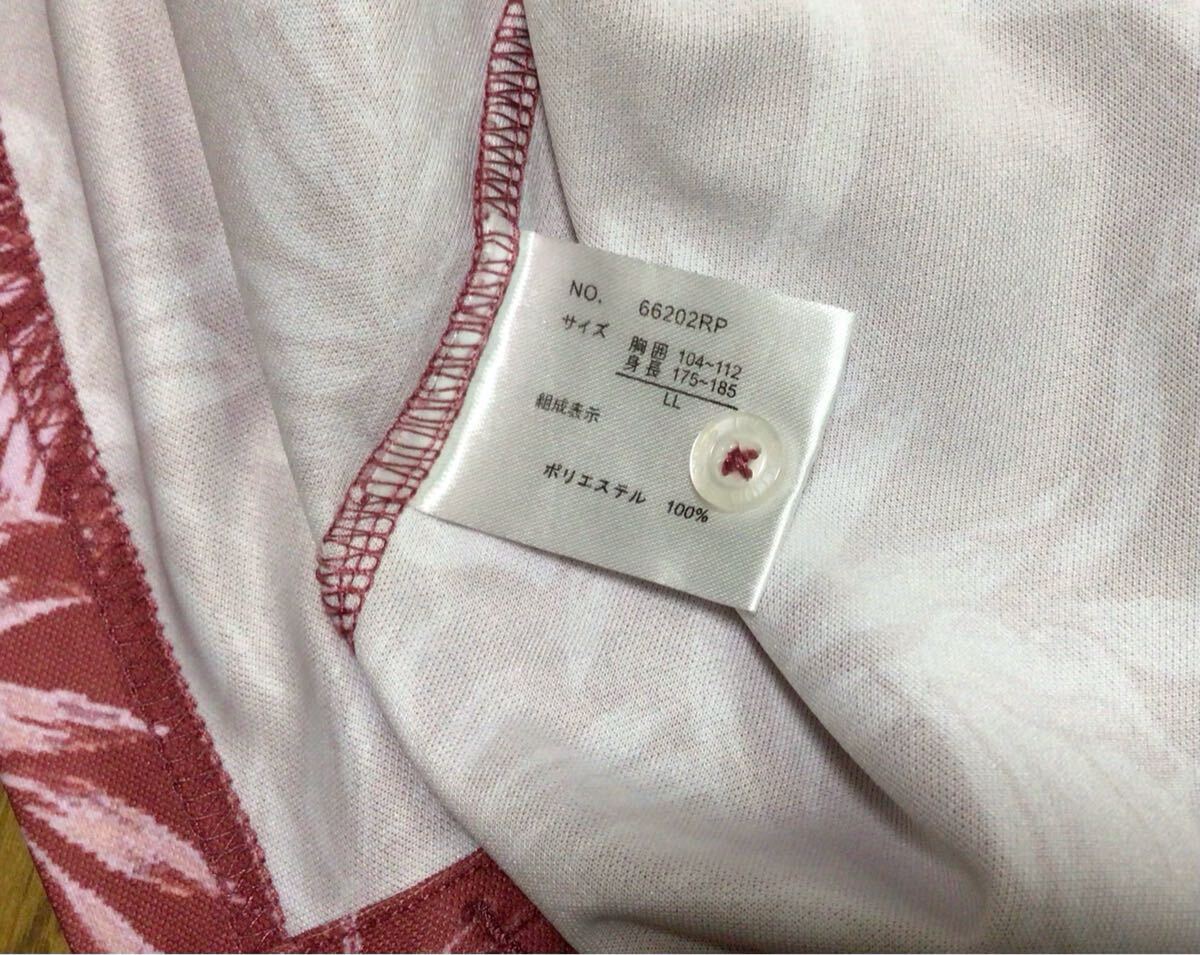 NO. 66202RP
サイズ 胸囲 104~112
身長 175~185
LL
組成表示
ポリエステル 100%